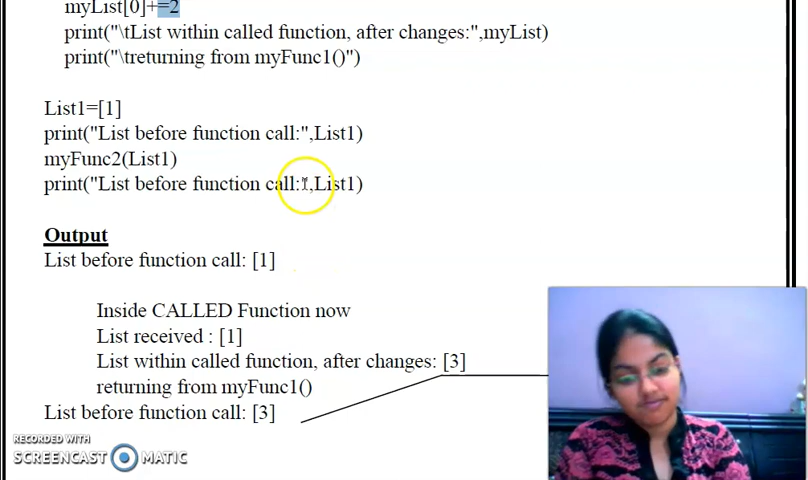 myList[0]+=2
print("\tList within called function, after changes:",myList)
print("\treturning from myFunc1()")
List1=[1]
print("List before function call:",List1)
myFunc2(List1)
print("List before function call:",List1)
Output
List before function call: [1]
Inside CALLED Function now
List received : [1]
List within called function, after changes: [3]
returning from myFunc1()
List before function call: [3]
RECORDED WITH
SCREENCAST MATIC